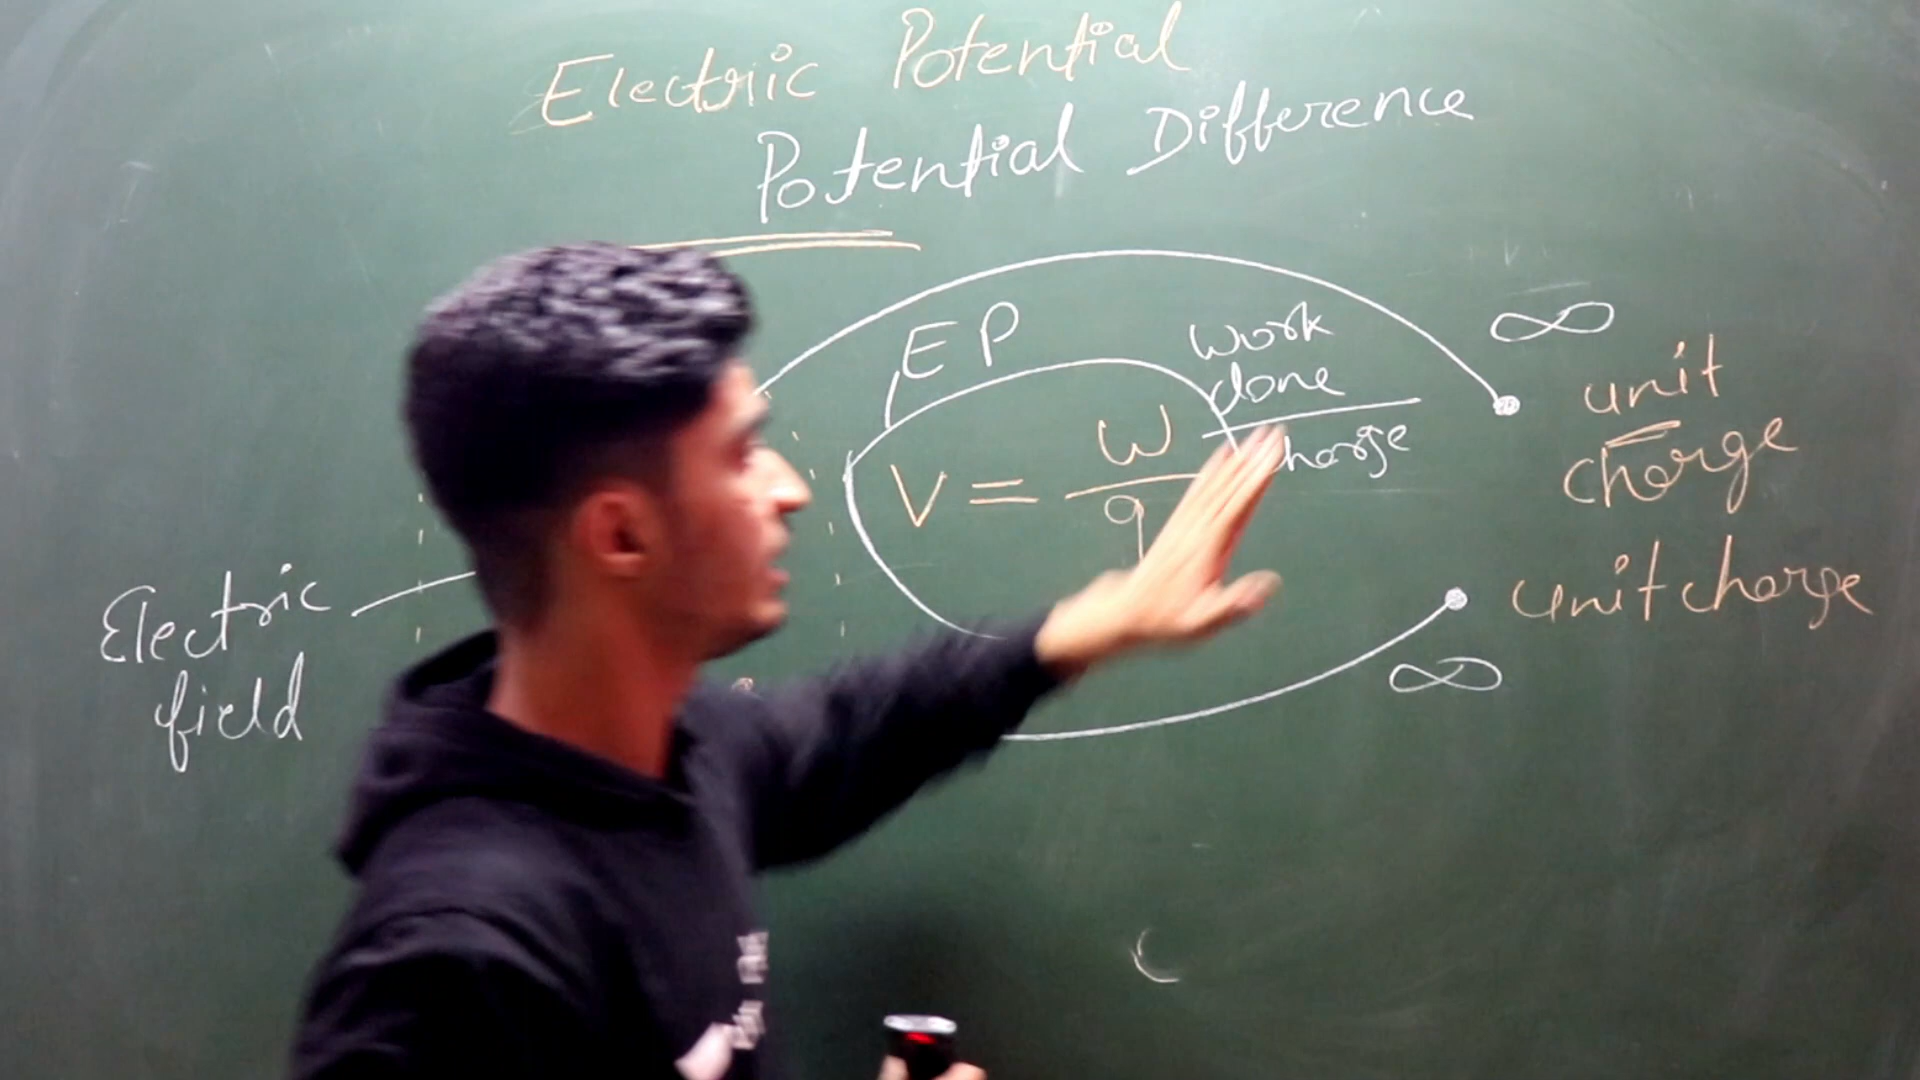 Electric Potential
Potential Difference
EP
work
done
charge
∞
unit
charge
V = W
q
unit charge
∞
Electric
field